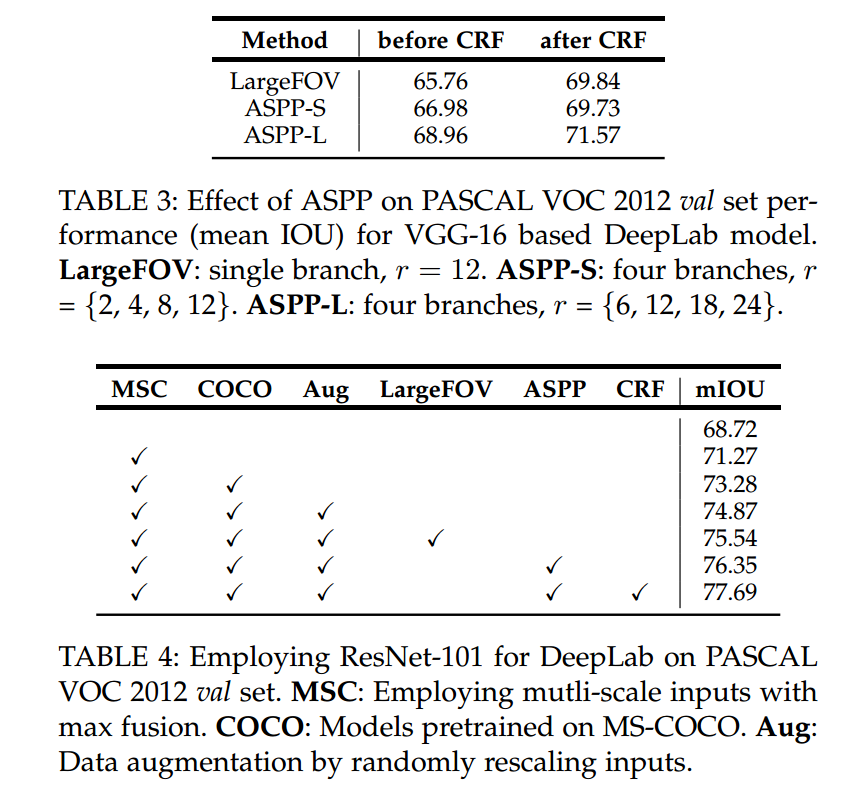 Method before CRF after CRF
LargeFOV 65.76 69.84
ASPP-S 66.98 69.73
ASPP-L 68.96 71.57
TABLE 3: Effect of ASPP on PASCAL VOC 2012 val set per-
formance (mean IOU) for VGG-16 based DeepLab model.
LargeFOV: single branch, r = 12. ASPP-S: four branches, r
= {2, 4, 8, 12}. ASPP-L: four branches, r = {6, 12, 18, 24}.
MSC COCO Aug LargeFOV ASPP CRF mIOU
68.72
✓ 71.27
✓ ✓ 73.28
✓ ✓ ✓ 74.87
✓ ✓ ✓ ✓ 75.54
✓ ✓ ✓ ✓ 76.35
✓ ✓ ✓ ✓ ✓ 77.69
TABLE 4: Employing ResNet-101 for DeepLab on PASCAL
VOC 2012 val set. MSC: Employing mutli-scale inputs with
max fusion. COCO: Models pretrained on MS-COCO. Aug:
Data augmentation by randomly rescaling inputs.